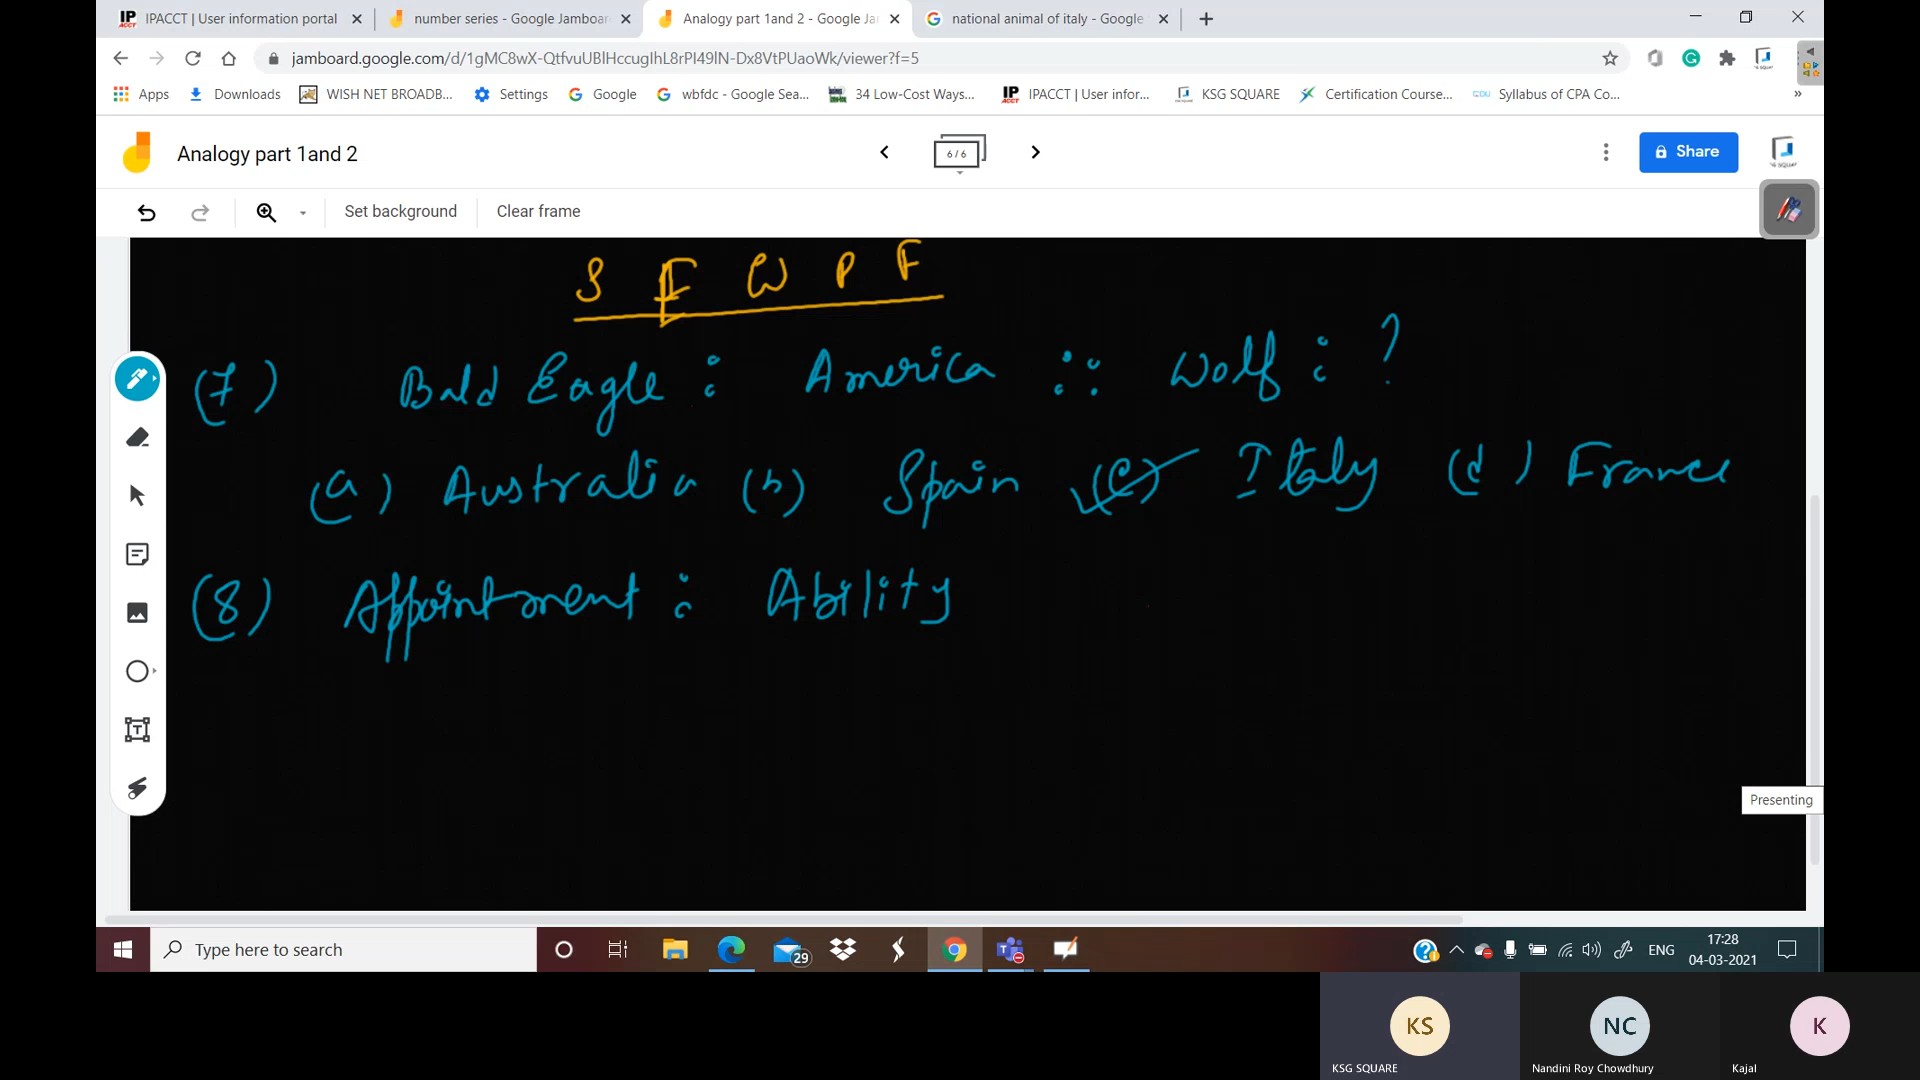 IPACCT | User information portal
number series - Google Jamboar
Analogy part 1and 2 - Google Ja
national animal of italy - Google
jamboard.google.com/d/1gMC8wX-QtfvuUBlHccugIhL8rPI49lN-Dx8VtPUaoWk/viewer?f=5
Apps Downloads WISH NET BROADB... Settings Google wbfdc - Google Sea... 34 Low-Cost Ways... IPACCT | User infor... KSG SQUARE Certification Course... Syllabus of CPA Co... »
Analogy part 1and 2
6 / 6
Share
Set background
Clear frame
S E W P F
(7) Bald Eagle : America :: Wolf : ?
(a) Australia (b) Spain (c) Italy (d) France
(8) Appointment : Ability
Presenting
Type here to search
29
ENG
17:28
04-03-2021
KS NC K
KSG SQUARE Nandini Roy Chowdhury Kajal